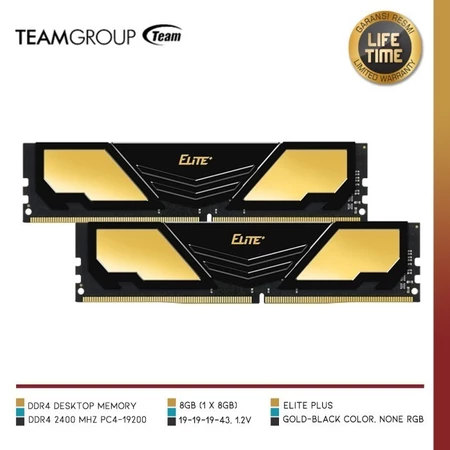 TEAMGROUP Team
GARANSI RESMI
LIFE
TIME
LIMITED WARRANTY
ELITE+
ELITE+
DDR4 DESKTOP MEMORY
8GB (1 X 8GB)
ELITE PLUS
DDR4 2400 MHZ PC4-19200
19-19-19-43, 1.2V
GOLD-BLACK COLOR, NONE RGB